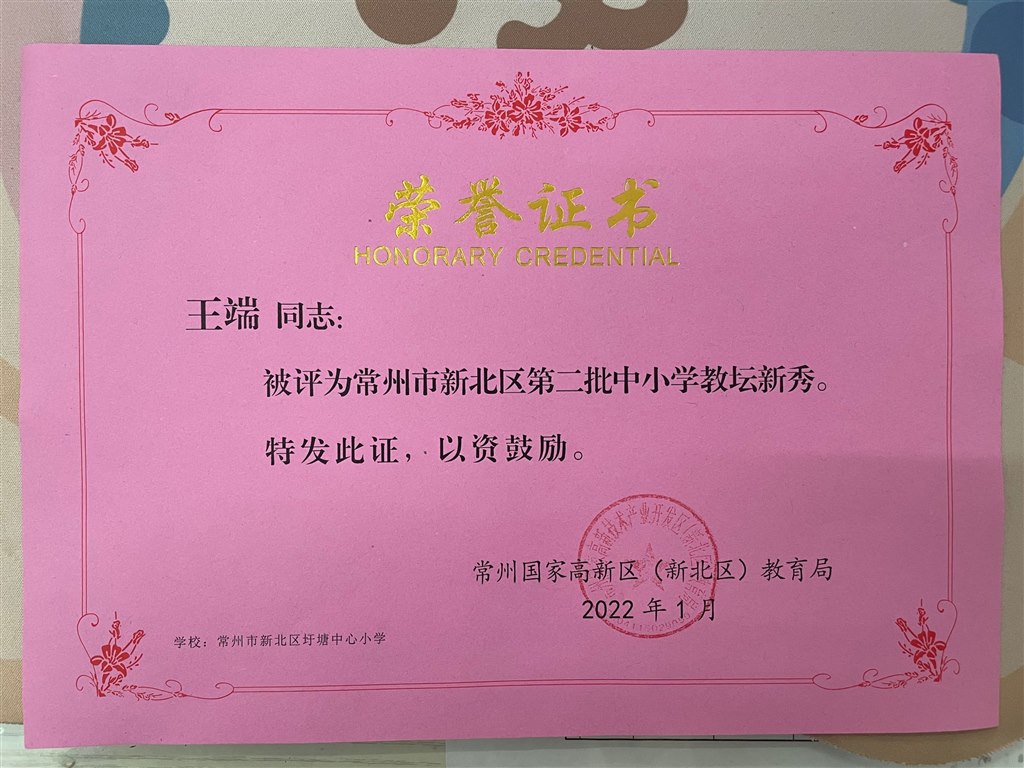 荣誉证书
HONORARY CREDENTIAL
王端 同志：
被评为常州市新北区第二批中小学教坛新秀。
特发此证，以资鼓励。
常州国家高新区（新北区）教育局
2022 年 1 月
学校：常州市新北区圩塘中心小学